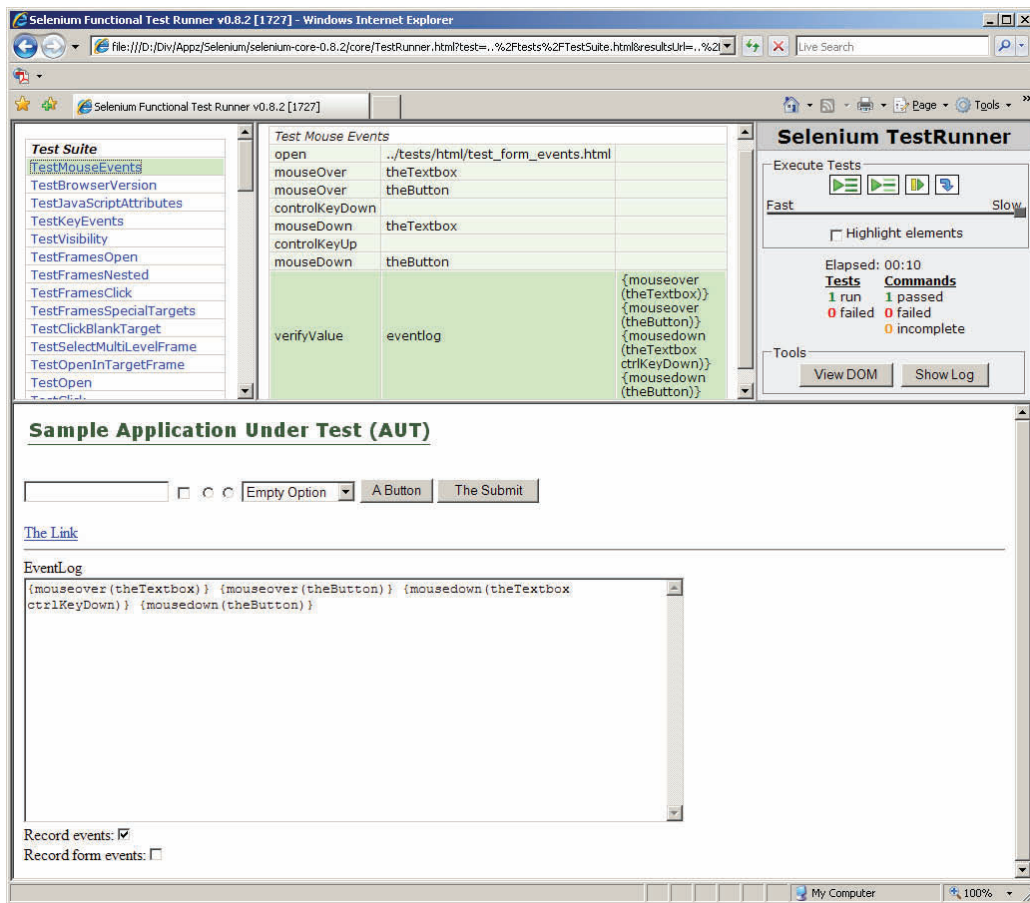 Selenium Functional Test Runner v0.8.2 [1727] - Windows Internet Explorer
file:///D:/Div/Appz/Selenium/selenium-core-0.8.2/core/TestRunner.html?test=..%2Ftests%2FTestSuite.html&resultsUrl=..%2
Live Search
Selenium Functional Test Runner v0.8.2 [1727]
Page
Tools
Test Suite
TestMouseEvents
TestBrowserVersion
TestJavaScriptAttributes
TestKeyEvents
TestVisibility
TestFramesOpen
TestFramesNested
TestFramesClick
TestFramesSpecialTargets
TestClickBlankTarget
TestSelectMultiLevelFrame
TestOpenInTargetFrame
TestOpen
TestClick
Test Mouse Events
open ../tests/html/test_form_events.html
mouseOver theTextbox
mouseOver theButton
controlKeyDown
mouseDown theTextbox
controlKeyUp
mouseDown theButton
verifyValue eventlog
{mouseover
(theTextbox)}
{mouseover
(theButton)}
{mousedown
(theTextbox
ctrlKeyDown)}
{mousedown
(theButton)}
Selenium TestRunner
Execute Tests
Fast Slow
Highlight elements
Elapsed: 00:10
Tests Commands
1 run 1 passed
0 failed 0 failed
0 incomplete
Tools
View DOM Show Log
Sample Application Under Test (AUT)
Empty Option A Button The Submit
The Link
EventLog
{mouseover(theTextbox)} {mouseover(theButton)} {mousedown(theTextbox
ctrlKeyDown)} {mousedown(theButton)}
Record events:
Record form events:
My Computer 100%